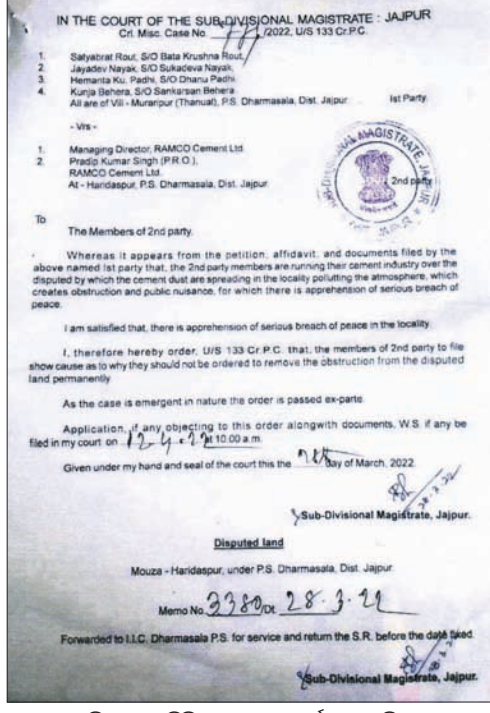 IN THE COURT OF THE SUB-DIVISIONAL MAGISTRATE : JAJPUR
Crl. Misc. Case No. /2022, U/S 133 Cr.P.C.
1. Satyabrat Rout, S/O Bata Krushna Rout,
2. Jayadev Nayak, S/O Sukadeva Nayak,
3. Hemanta Ku. Padhi, S/O Dhanu Padhi
4. Kunja Behera, S/O Sankarsan Behera
All are of Vill - Muraripur (Thanual), P.S. Dharmasala, Dist. Jajpur Ist Party
- Vrs -
1. Managing Director, RAMCO Cement Ltd.
2. Pradip Kumar Singh (P.R.O.),
RAMCO Cement Ltd.
At - Haridaspur, P.S. Dharmasala, Dist. Jajpur 2nd party
SUB-DIVISIONAL MAGISTRATE, JAJPUR
To
The Members of 2nd party.
Whereas it appears from the petition, affidavit, and documents filed by the
above named Ist party that, the 2nd party members are running their cement industry over the
disputed by which the cement dust are spreading in the locality polluting the atmosphere, which
creates obstruction and public nuisance, for which there is apprehension of serious breach of
peace.
I am satisfied that, there is apprehension of serious breach of peace in the locality
I, therefore hereby order, U/S 133 Cr.P.C. that, the members of 2nd party to file
show cause as to why they should not be ordered to remove the obstruction from the disputed
land permanently
As the case is emergent in nature the order is passed ex-parte.
Application, if any objecting to this order alongwith documents, W.S. if any be
filed in my court on 12-4-22 at 10.00 a.m.
Given under my hand and seal of the court this the 28th day of March, 2022.
28.3.22
Sub-Divisional Magistrate, Jajpur.
Disputed land
Mouza - Haridaspur, under P.S. Dharmasala, Dist. Jajpur
Memo No. 3380 /Dt. 28.3.22
Forwarded to I.I.C. Dharmasala P.S. for service and return the S.R. before the date fixed.
Sub-Divisional Magistrate, Jajpur.